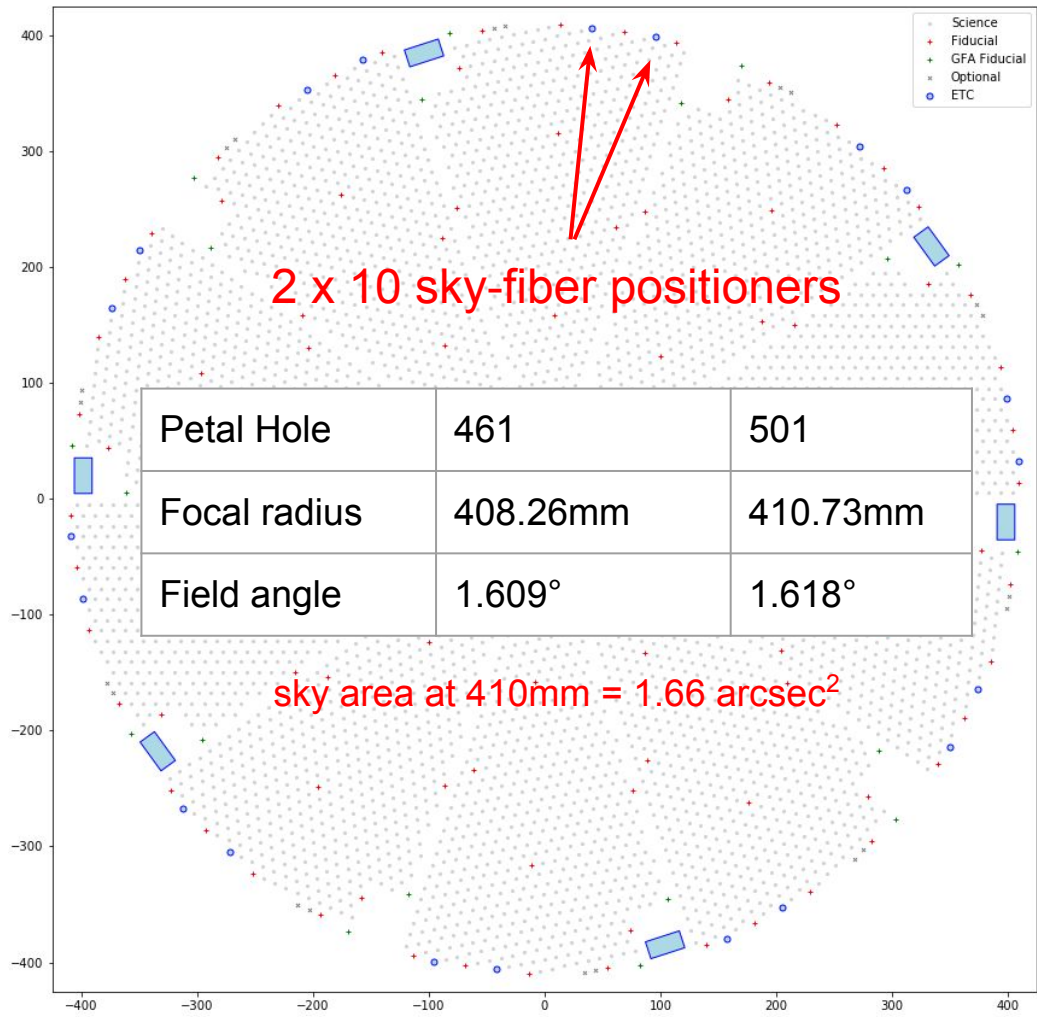 Science
Fiducial
GFA Fiducial
Optional
ETC
400
300
200
100
0
−100
−200
−300
−400
2 x 10 sky-fiber positioners
Petal Hole 461 501
Focal radius 408.26mm 410.73mm
Field angle 1.609° 1.618°
sky area at 410mm = 1.66 arcsec²
−400 −300 −200 −100 0 100 200 300 400